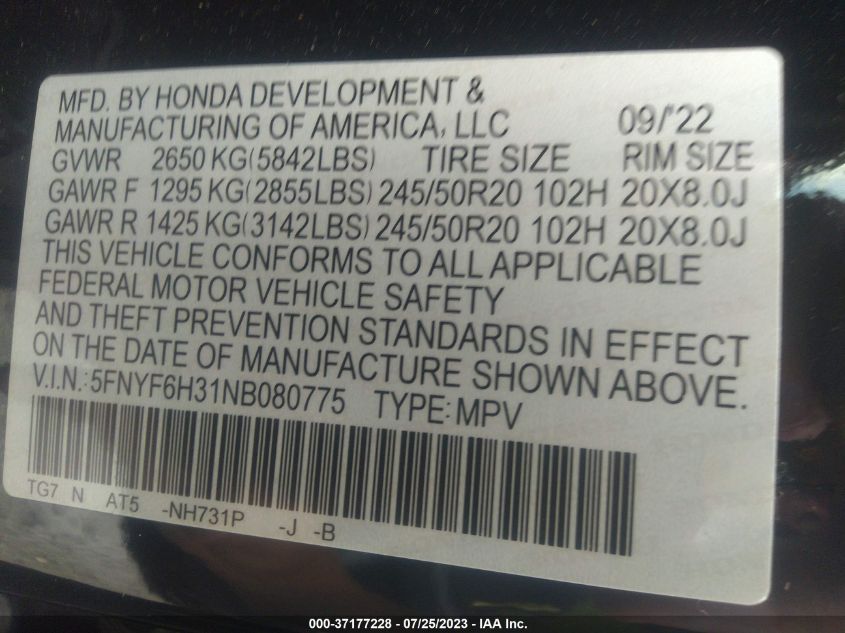 MFD. BY HONDA DEVELOPMENT &
MANUFACTURING OF AMERICA, LLC 09/'22
GVWR 2650 KG(5842LBS) TIRE SIZE RIM SIZE
GAWR F 1295 KG(2855LBS) 245/50R20 102H 20X8.0J
GAWR R 1425 KG(3142LBS) 245/50R20 102H 20X8.0J
THIS VEHICLE CONFORMS TO ALL APPLICABLE
FEDERAL MOTOR VEHICLE SAFETY
AND THEFT PREVENTION STANDARDS IN EFFECT
ON THE DATE OF MANUFACTURE SHOWN ABOVE.
V.I.N.: 5FNYF6H31NB080775 TYPE: MPV
TG7 N AT5 -NH731P -J -B
000-37177228 - 07/25/2023 - IAA Inc.